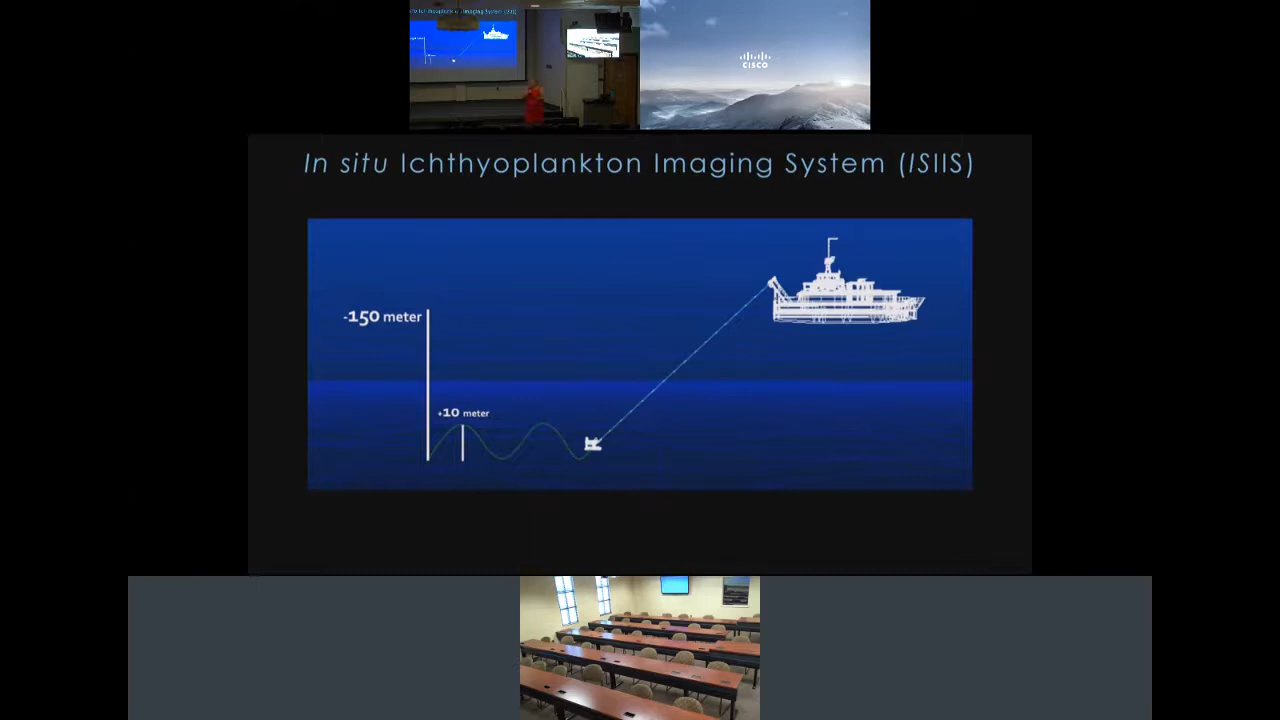 CISCO
In situ Ichthyoplankton Imaging System (ISIIS)
-150 meter
+10 meter